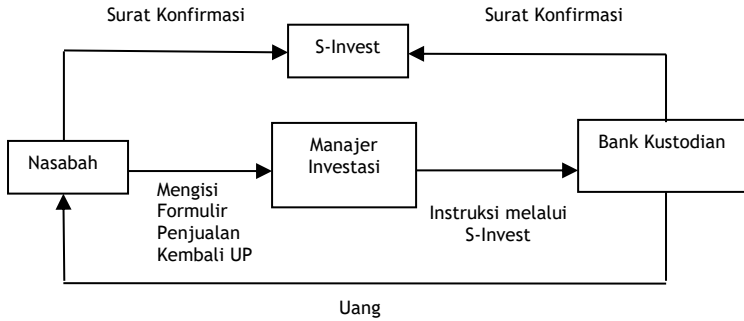 Surat Konfirmasi
Surat Konfirmasi
S-Invest
Nasabah
Manajer
Investasi
Bank Kustodian
Mengisi
Formulir
Penjualan
Kembali UP
Instruksi melalui
S-Invest
Uang